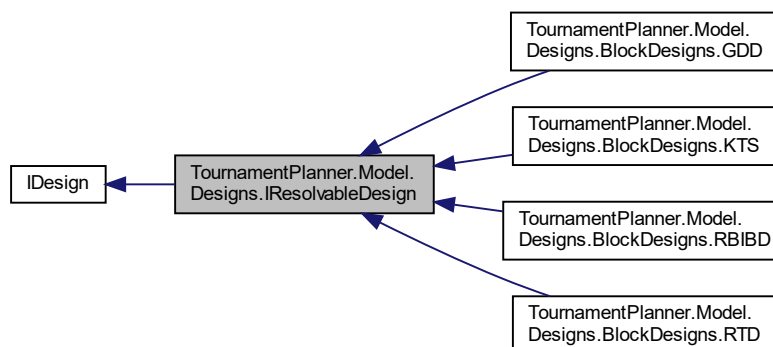 TournamentPlanner.Model.
Designs.BlockDesigns.GDD
TournamentPlanner.Model.
Designs.BlockDesigns.KTS
IDesign
TournamentPlanner.Model.
Designs.IResolvableDesign
TournamentPlanner.Model.
Designs.BlockDesigns.RBIBD
TournamentPlanner.Model.
Designs.BlockDesigns.RTD